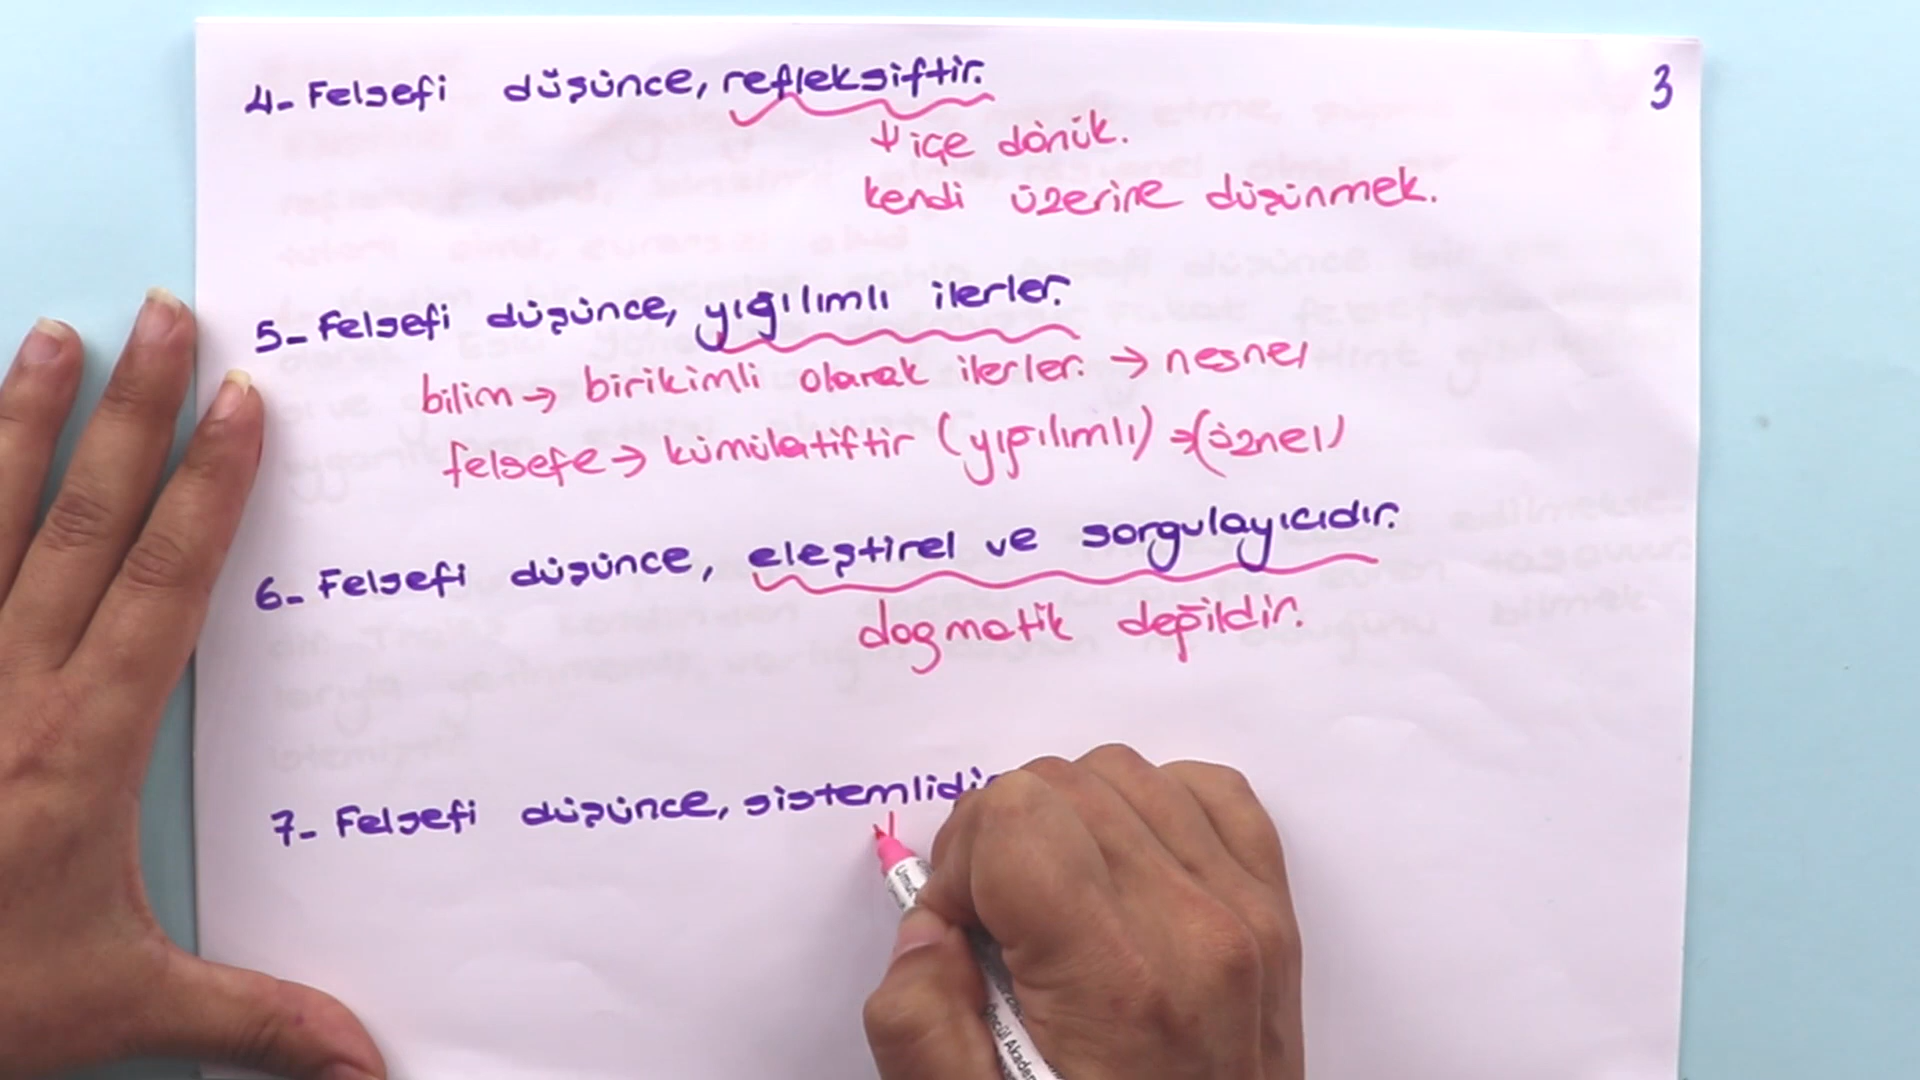 3
4- Felsefi düşünce, refleksiftir.
↓ içe dönük.
kendi üzerine düşünmek.
5- Felsefi düşünce, yığılımlı ilerler.
bilim → birikimli olarak ilerler. → nesnel
felsefe → kümülatiftir (yığılımlı) → (öznel)
6- Felsefi düşünce, eleştirel ve sorgulayıcıdır.
dogmatik değildir.
7- Felsefi düşünce,